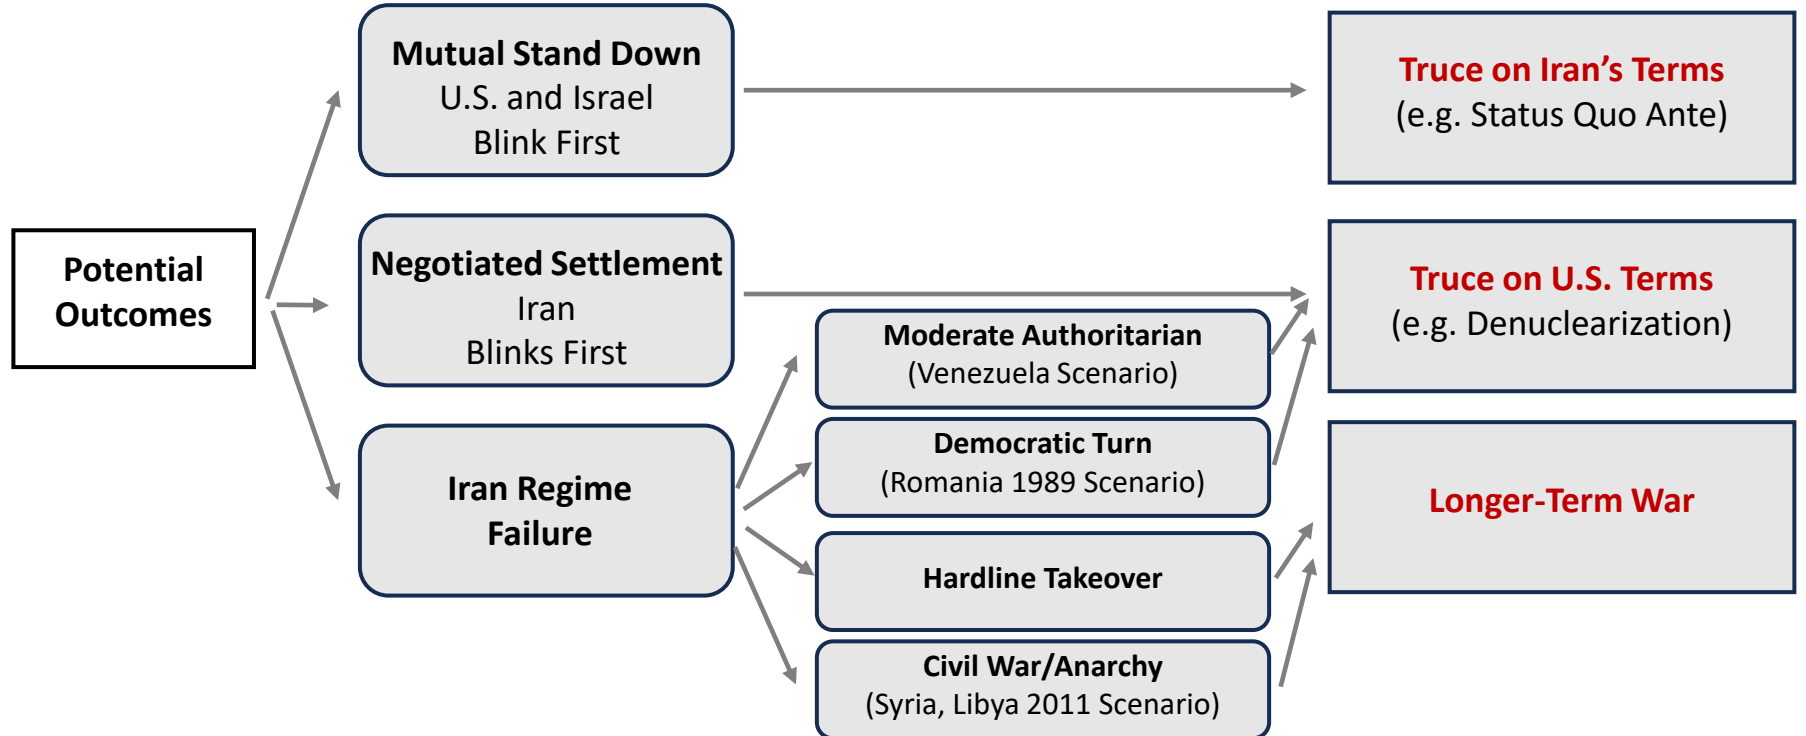 Potential
Outcomes
Mutual Stand Down
U.S. and Israel
Blink First
Negotiated Settlement
Iran
Blinks First
Iran Regime
Failure
Moderate Authoritarian
(Venezuela Scenario)
Democratic Turn
(Romania 1989 Scenario)
Hardline Takeover
Civil War/Anarchy
(Syria, Libya 2011 Scenario)
Truce on Iran’s Terms
(e.g. Status Quo Ante)
Truce on U.S. Terms
(e.g. Denuclearization)
Longer-Term War